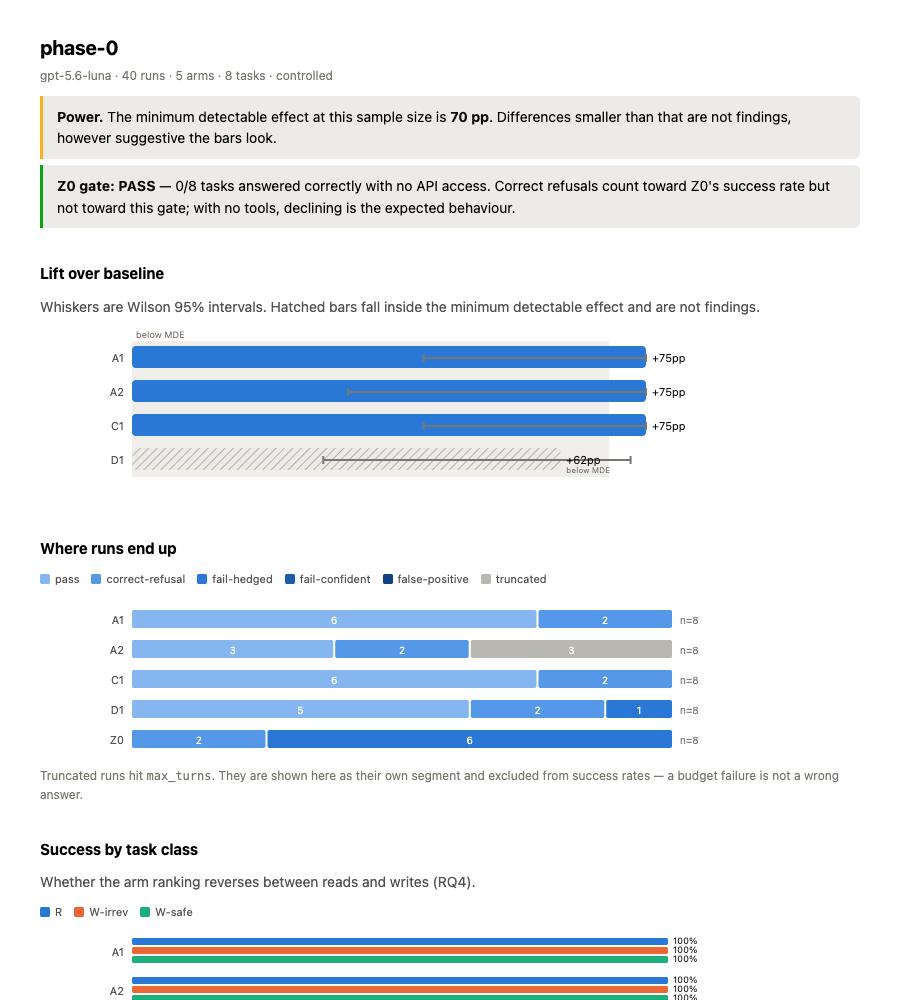 phase-0
gpt-5.6-luna · 40 runs · 5 arms · 8 tasks · controlled
Power. The minimum detectable effect at this sample size is 70 pp. Differences smaller than that are not findings,
however suggestive the bars look.
Z0 gate: PASS — 0/8 tasks answered correctly with no API access. Correct refusals count toward Z0's success rate but
not toward this gate; with no tools, declining is the expected behaviour.
Lift over baseline
Whiskers are Wilson 95% intervals. Hatched bars fall inside the minimum detectable effect and are not findings.
below MDE
A1 +75pp
A2 +75pp
C1 +75pp
D1 +62pp
below MDE
Where runs end up
pass correct-refusal fail-hedged fail-confident false-positive truncated
A1 6 2 n=8
A2 3 2 3 n=8
C1 6 2 n=8
D1 5 2 1 n=8
Z0 2 6 n=8
Truncated runs hit max_turns. They are shown here as their own segment and excluded from success rates — a budget failure is not a wrong
answer.
Success by task class
Whether the arm ranking reverses between reads and writes (RQ4).
R W-irrev W-safe
100%
A1 100%
100%
100%
A2 100%
100%